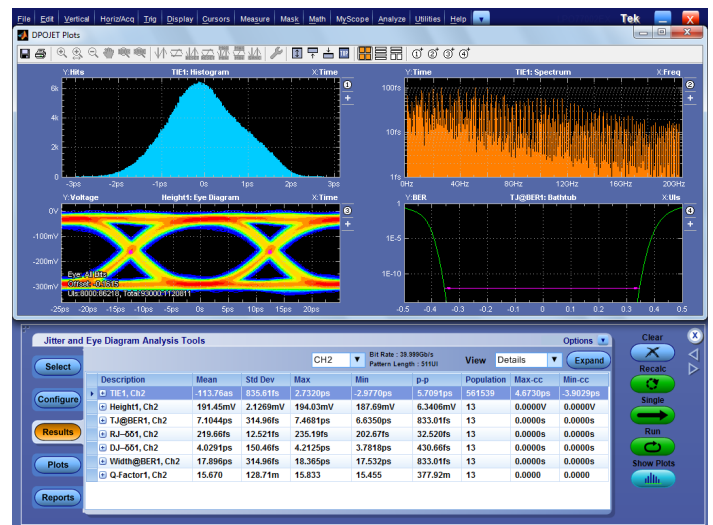 File Edit Vertical Horiz/Acq Trig Display Cursors Measure Mask Math MyScope Analyze Utilities Help Tek
DPOJET Plots
Y:Hits TIE1: Histogram X:Time
6k
4k
2k
0
-3ps -2ps -1ps 0s 1ps 2ps 3ps
Y:Time TIE1: Spectrum X:Freq
100fs
10fs
1fs
0Hz 4GHz 8GHz 12GHz 16GHz 20GHz
Y:Voltage Height1: Eye Diagram X:Time
0V
-100mV
-200mV
-300mV
Eye: All Bits
Offset: -0.1515
UIs:8000:86218, Total:93000:1120811
-25ps -20ps -15ps -10ps -5ps 0s 5ps 10ps 15ps 20ps 25ps
Y:BER TJ@BER1: Bathtub X:UIs
1
1E-5
1E-10
-0.5 -0.4 -0.3 -0.2 -0.1 0 0.1 0.2 0.3 0.4 0.5
Jitter and Eye Diagram Analysis Tools Options
Select
Configure
Results
Plots
Reports
CH2 Bit Rate : 39.999Gb/s
Pattern Length : 511UI
View Details Expand
Description Mean Std Dev Max Min p-p Population Max-cc Min-cc
TIE1, Ch2 -113.76as 835.61fs 2.7320ps -2.9770ps 5.7091ps 561539 4.6730ps -3.9029ps
Height1, Ch2 191.45mV 2.1269mV 194.03mV 187.69mV 6.3406mV 13 0.0000V 0.0000V
TJ@BER1, Ch2 7.1044ps 314.96fs 7.4681ps 6.6350ps 833.01fs 13 0.0000s 0.0000s
RJ–δδ1, Ch2 219.66fs 12.521fs 235.19fs 202.67fs 32.520fs 13 0.0000s 0.0000s
DJ–δδ1, Ch2 4.0291ps 150.46fs 4.2125ps 3.7818ps 430.66fs 13 0.0000s 0.0000s
Width@BER1, Ch2 17.896ps 314.96fs 18.365ps 17.532ps 833.01fs 13 0.0000s 0.0000s
Q-Factor1, Ch2 15.670 128.71m 15.833 15.455 377.92m 13 0.0000 0.0000
Clear
Recalc
Single
Run
Show Plots